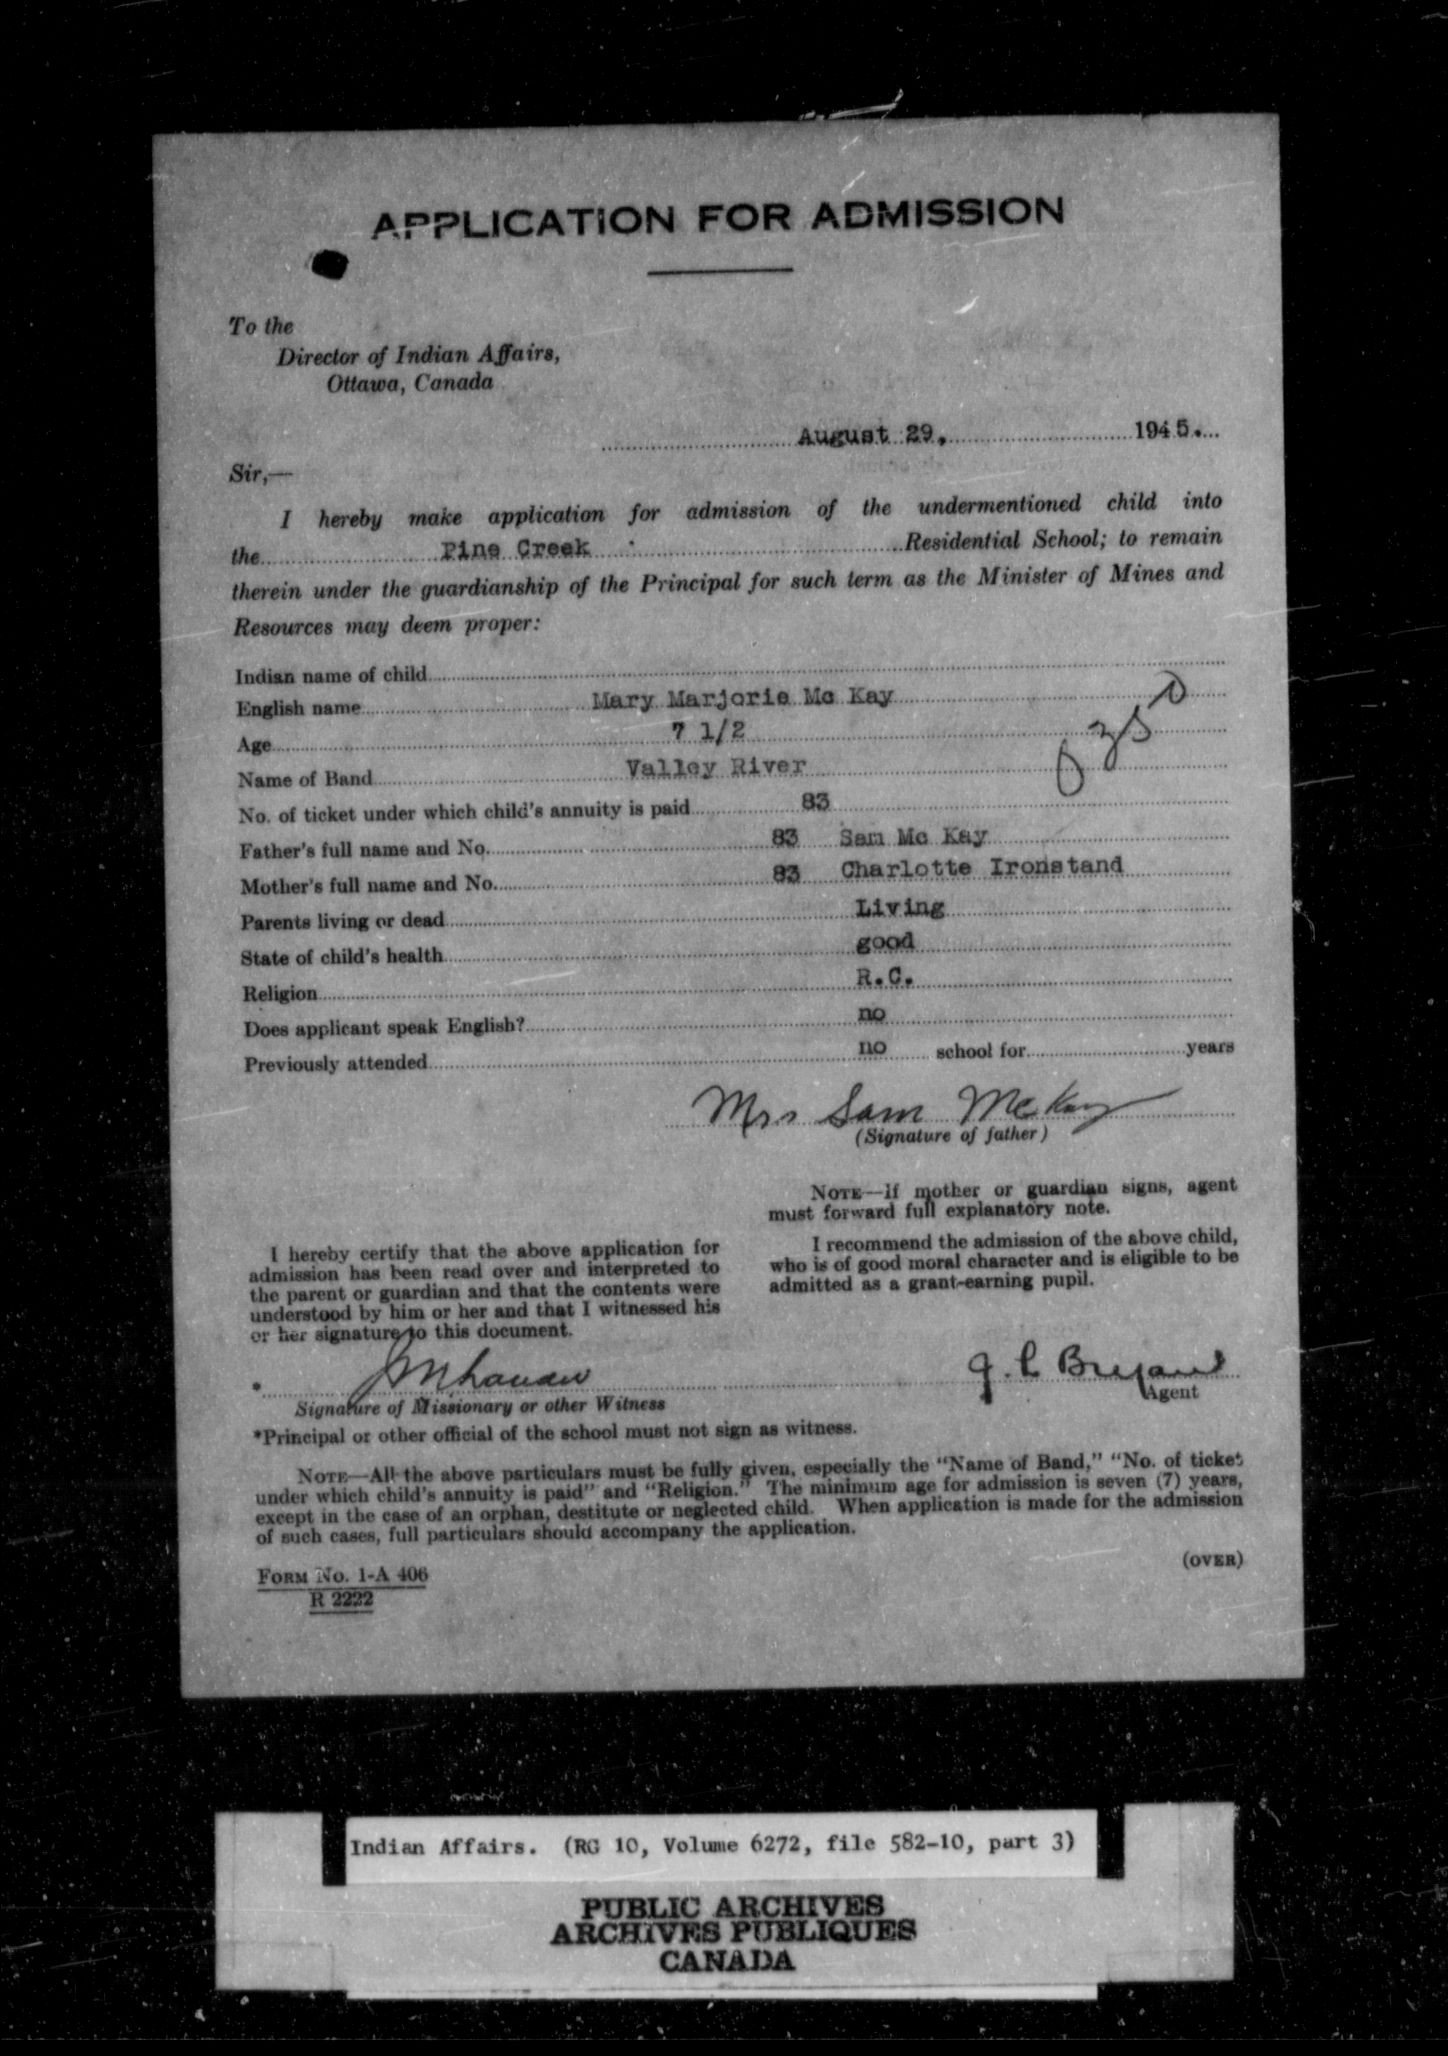 APPLICATION FOR ADMISSION
To the
Director of Indian Affairs,
Ottawa, Canada
August 29, 1945.
Sir,—
I hereby make application for admission of the undermentioned child into
the Pine Creek Residential School; to remain
therein under the guardianship of the Principal for such term as the Minister of Mines and
Resources may deem proper:
Indian name of child
English name Mary Marjorie Mc Kay
Age 7 1/2
Name of Band Valley River
No. of ticket under which child's annuity is paid 83
Father's full name and No. 83 Sam Mc Kay
Mother's full name and No. 83 Charlotte Ironstand
Parents living or dead Living
State of child's health good
Religion R.C.
Does applicant speak English? no
Previously attended no school for years
Mrs Sam McKay
(Signature of father)
NOTE—If mother or guardian signs, agent
must forward full explanatory note.
I hereby certify that the above application for
admission has been read over and interpreted to
the parent or guardian and that the contents were
understood by him or her and that I witnessed his
or her signature to this document.
I recommend the admission of the above child,
who is of good moral character and is eligible to be
admitted as a grant-earning pupil.
*
Signature of Missionary or other Witness
Agent
*Principal or other official of the school must not sign as witness.
NOTE—All the above particulars must be fully given, especially the "Name of Band," "No. of ticket
under which child's annuity is paid" and "Religion." The minimum age for admission is seven (7) years,
except in the case of an orphan, destitute or neglected child. When application is made for the admission
of such cases, full particulars should accompany the application.
(OVER)
FORM No. 1-A 406
R 2222
Indian Affairs. (RG 10, Volume 6272, file 582-10, part 3)
PUBLIC ARCHIVES
ARCHIVES PUBLIQUES
CANADA